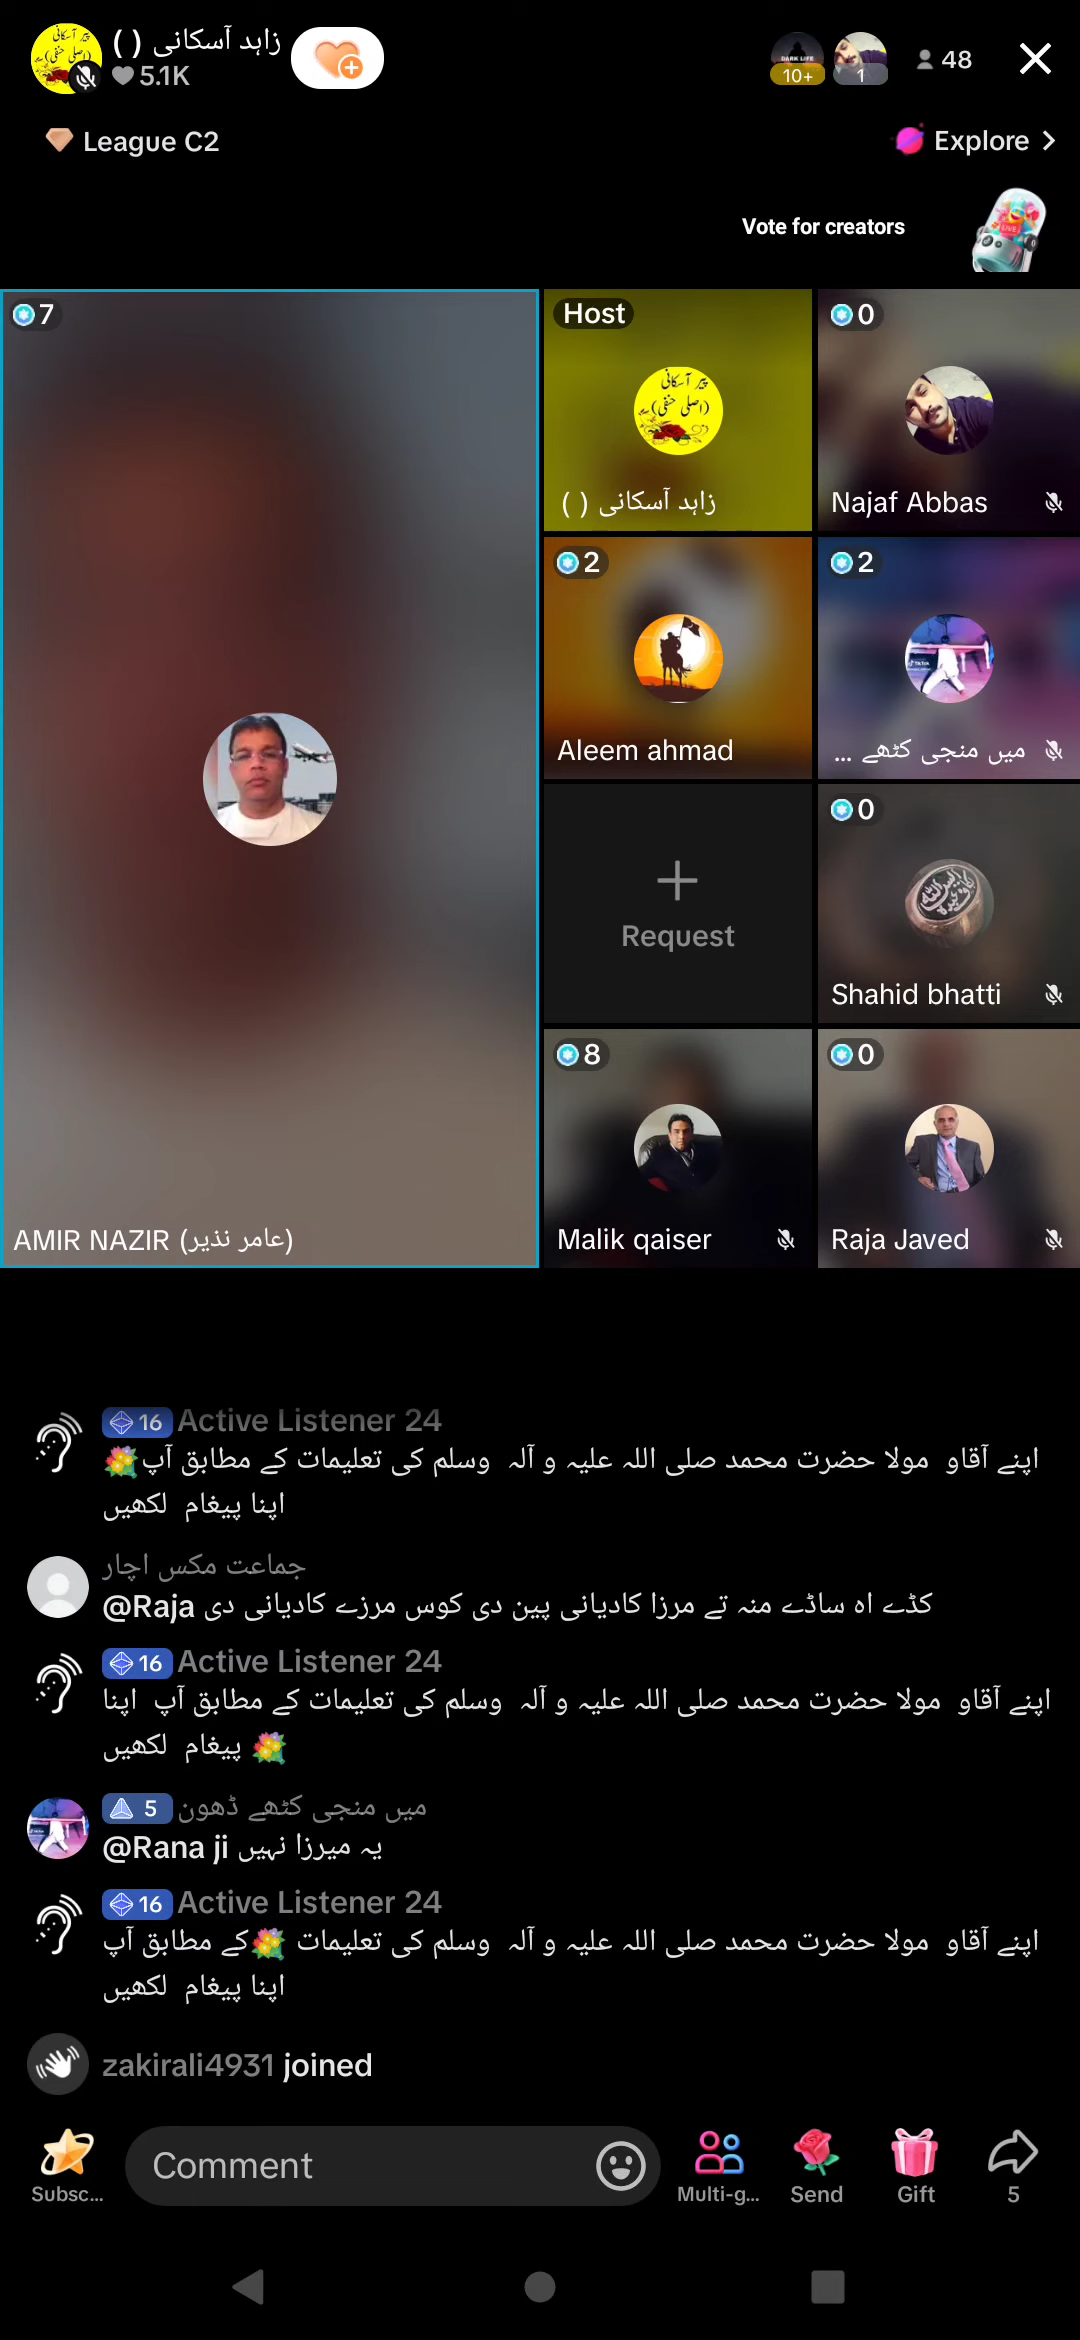 زاہد آسکانی ( )
5.1K
10+
1
48
League C2
Explore
Vote for creators
7
Host
پیر آسکانی
(اصلی حنفی)
زاہد آسکانی ( )
0
Najaf Abbas
2
Aleem ahmad
2
میں منجی کٹھے ...
Request
0
Shahid bhatti
8
Malik qaiser
0
Raja Javed
AMIR NAZIR (عامر نذیر)
16 Active Listener 24
اپنے آقاو مولا حضرت محمد صلی اللہ علیہ و آلہ وسلم کی تعلیمات کے مطابق آپ💐
اپنا پیغام لکھیں
جماعت مکس اچار
@Raja کڈے اہ ساڈے منہ تے مرزا کادیانی پین دی کوس مرزے کادیانی دی
16 Active Listener 24
اپنے آقاو مولا حضرت محمد صلی اللہ علیہ و آلہ وسلم کی تعلیمات کے مطابق آپ اپنا
💐 پیغام لکھیں
5 میں منجی کٹھے ڈھون
@Rana ji یہ میرزا نہیں
16 Active Listener 24
اپنے آقاو مولا حضرت محمد صلی اللہ علیہ و آلہ وسلم کی تعلیمات 💐کے مطابق آپ
اپنا پیغام لکھیں
zakirali4931 joined
Comment
Subsc...
Multi-g...
Send
Gift
5